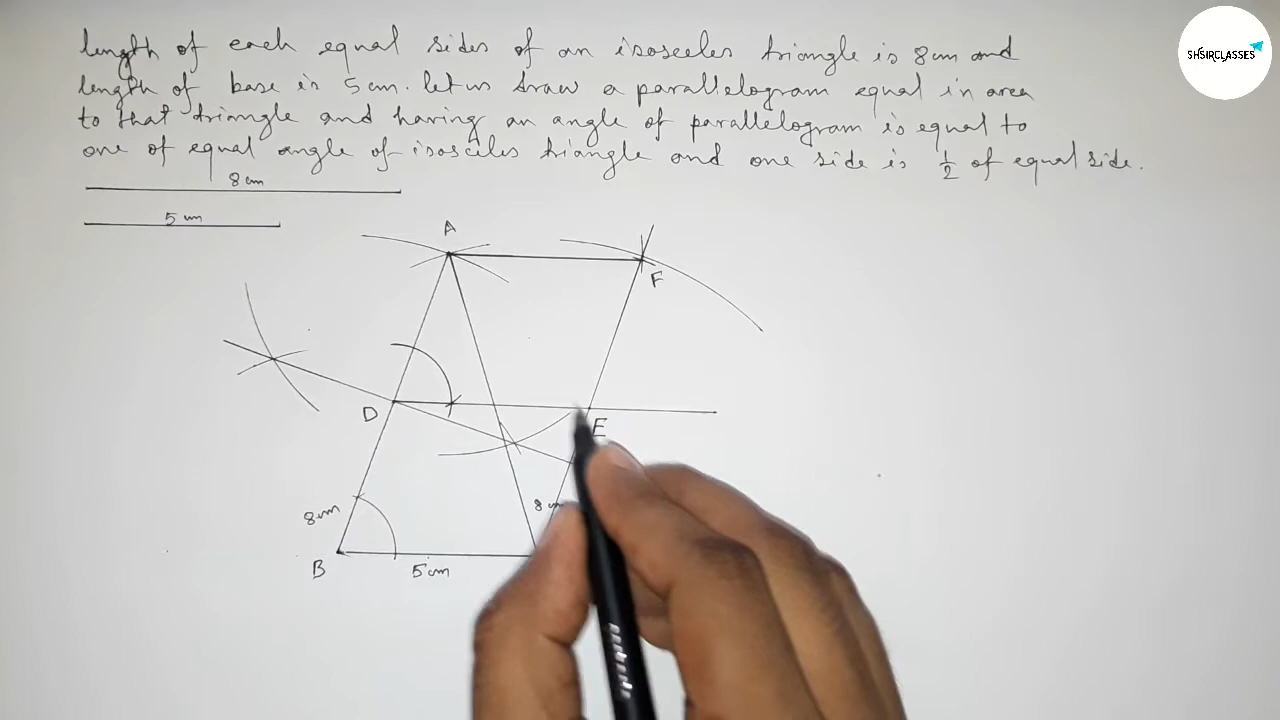 length of each equal sides of an isosceles triangle is 8cm and
length of base is 5cm. let us draw a parallelogram equal in area
to that triangle and having an angle of parallelogram is equal to
one of equal angle of isosciles triangle and one side is 1/2 of equal side.
8cm
5cm
SHSIRCLASSES
A
F
D
E
8cm
8cm
B
5cm